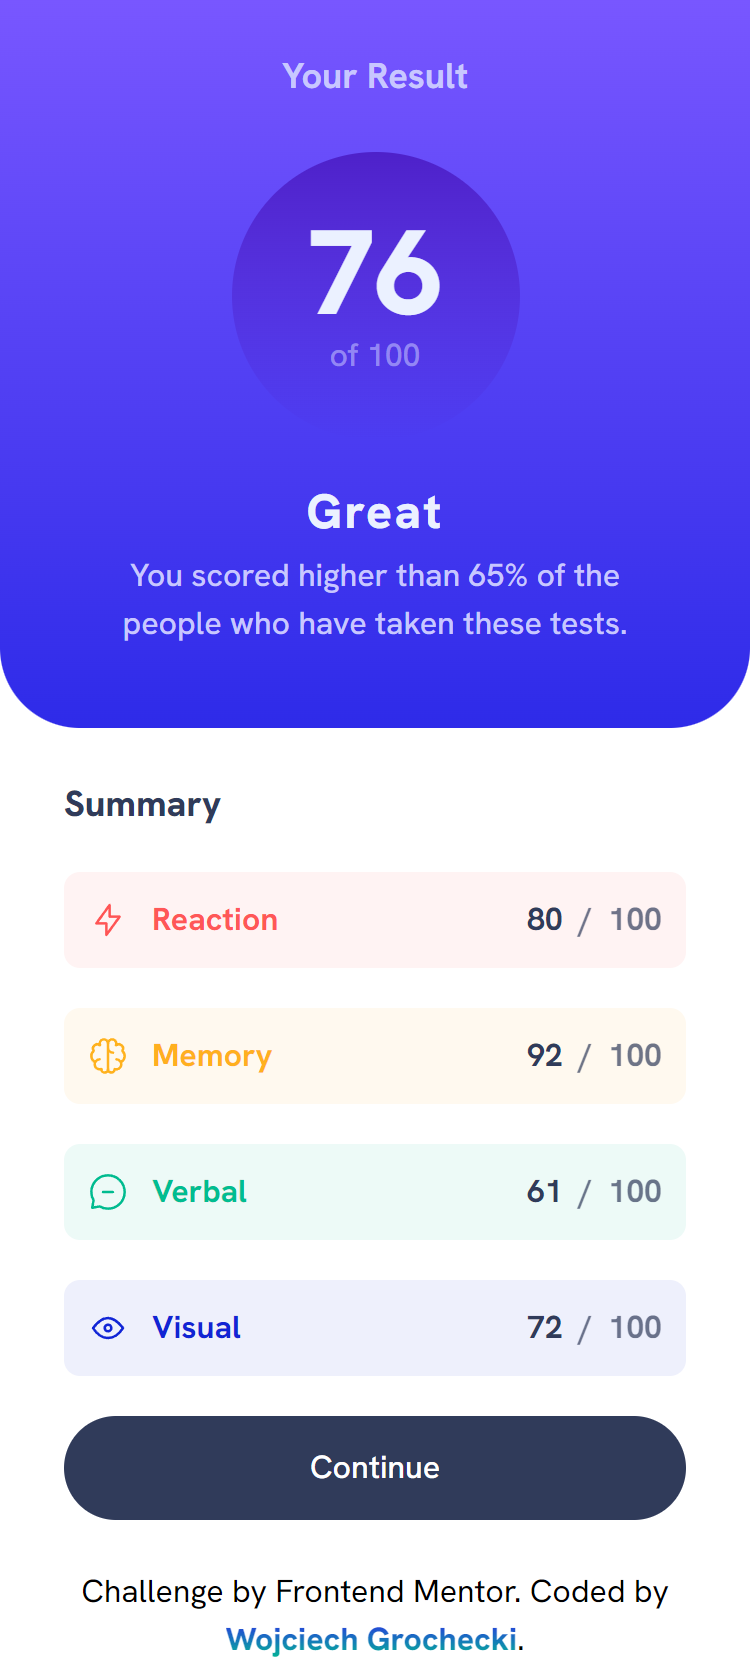 Your Result
76
of 100
Great
You scored higher than 65% of the
people who have taken these tests.
Summary
Reaction 80 / 100
Memory 92 / 100
Verbal 61 / 100
Visual 72 / 100
Continue
Challenge by Frontend Mentor. Coded by
Wojciech Grochecki.